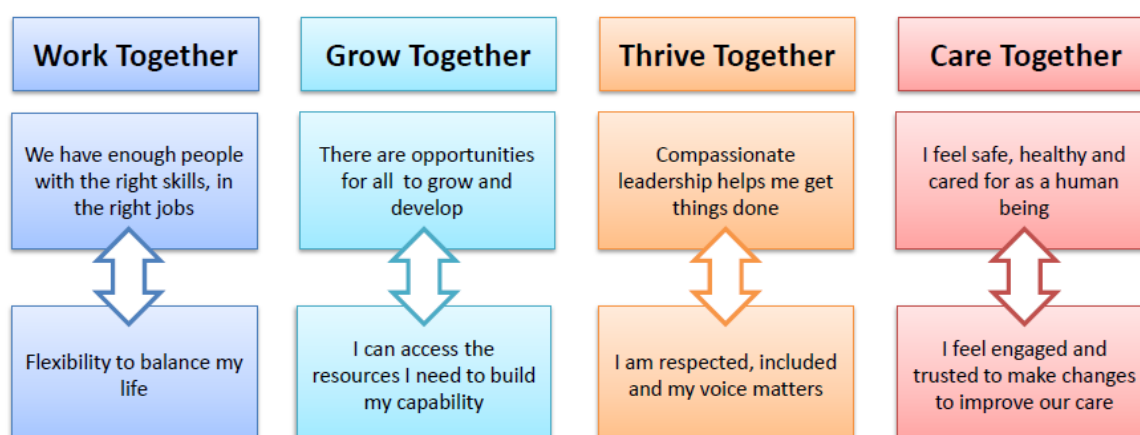 Work Together
Grow Together
Thrive Together
Care Together
We have enough people
with the right skills, in
the right jobs
There are opportunities
for all to grow and
develop
Compassionate
leadership helps me get
things done
I feel safe, healthy and
cared for as a human
being
Flexibility to balance my
life
I can access the
resources I need to build
my capability
I am respected, included
and my voice matters
I feel engaged and
trusted to make changes
to improve our care